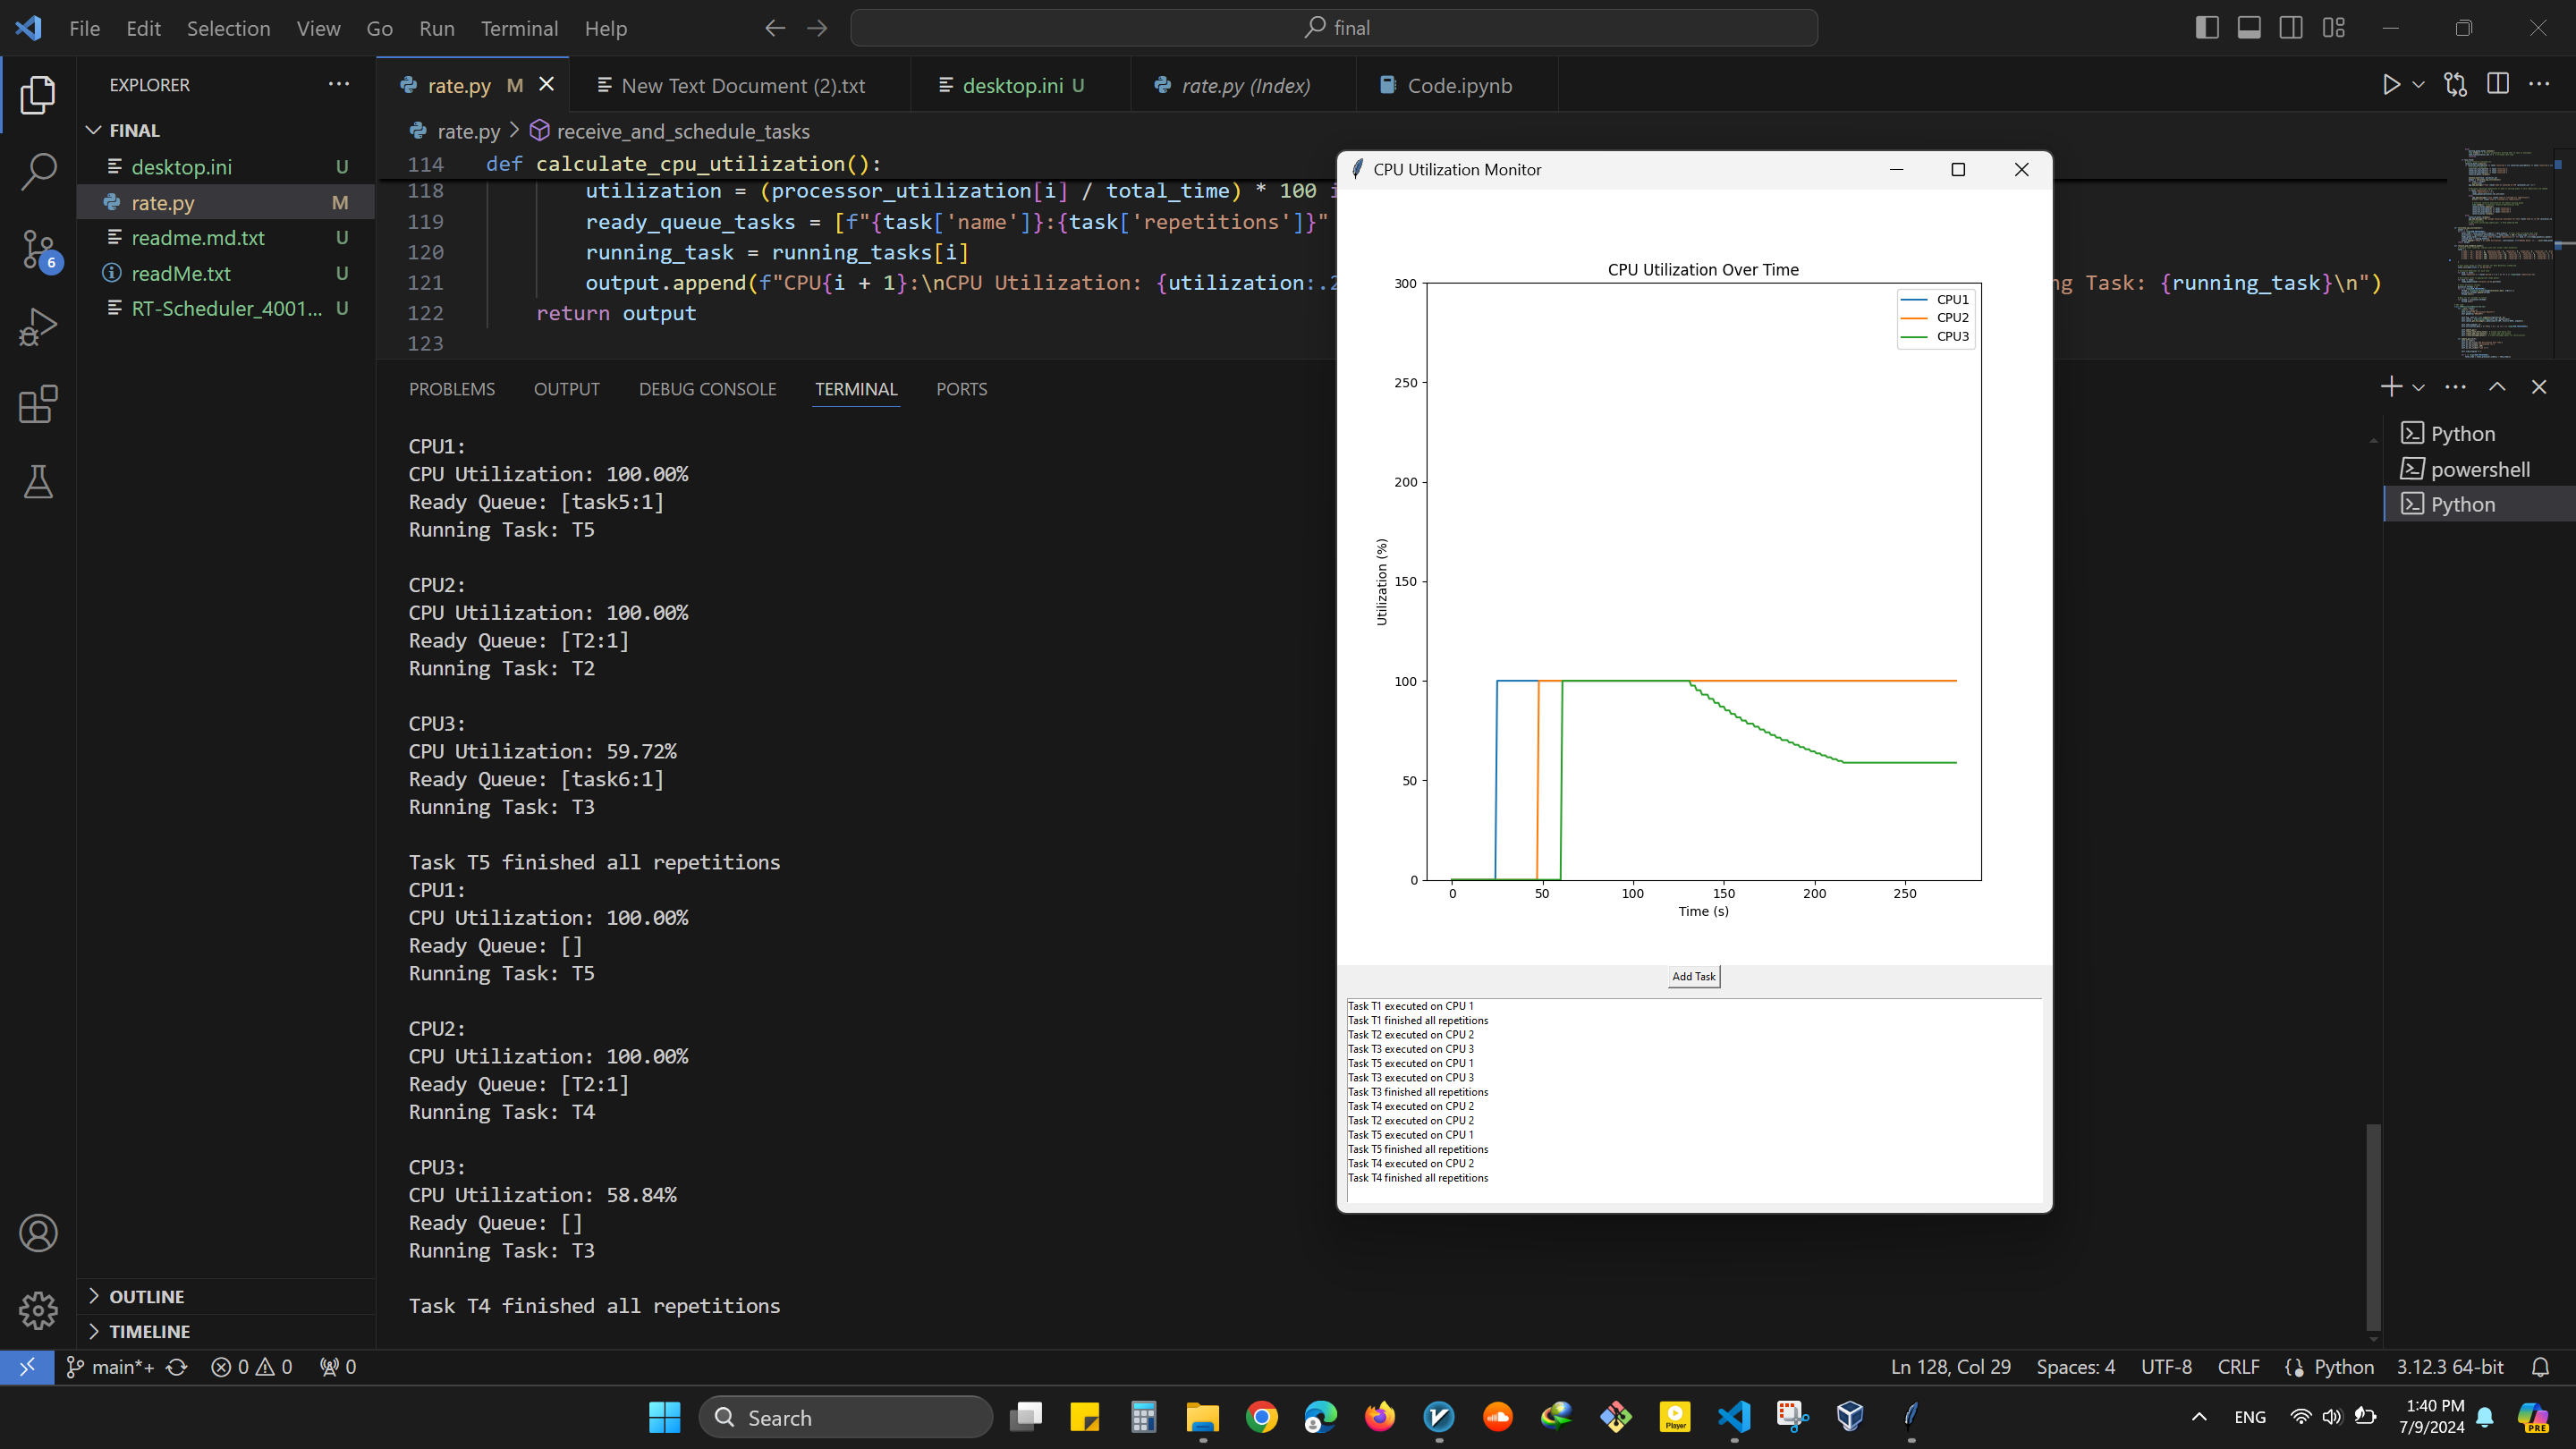 File Edit Selection View Go Run Terminal Help
final
EXPLORER
FINAL
desktop.ini U
rate.py M
readme.md.txt U
readMe.txt U
RT-Scheduler_4001... U
6
OUTLINE
TIMELINE
rate.py M
New Text Document (2).txt
desktop.ini U
rate.py (Index)
Code.ipynb
rate.py > receive_and_schedule_tasks
114 def calculate_cpu_utilization():
118 utilization = (processor_utilization[i] / total_time) * 100 i
119 ready_queue_tasks = [f"{task['name']}:{task['repetitions']}"
120 running_task = running_tasks[i]
121 output.append(f"CPU{i + 1}:\nCPU Utilization: {utilization:.2 ng Task: {running_task}\n")
122 return output
123
PROBLEMS OUTPUT DEBUG CONSOLE TERMINAL PORTS
Python
powershell
Python
CPU1:
CPU Utilization: 100.00%
Ready Queue: [task5:1]
Running Task: T5
CPU2:
CPU Utilization: 100.00%
Ready Queue: [T2:1]
Running Task: T2
CPU3:
CPU Utilization: 59.72%
Ready Queue: [task6:1]
Running Task: T3
Task T5 finished all repetitions
CPU1:
CPU Utilization: 100.00%
Ready Queue: []
Running Task: T5
CPU2:
CPU Utilization: 100.00%
Ready Queue: [T2:1]
Running Task: T4
CPU3:
CPU Utilization: 58.84%
Ready Queue: []
Running Task: T3
Task T4 finished all repetitions
CPU Utilization Monitor
CPU Utilization Over Time
CPU1
CPU2
CPU3
300
250
200
150
100
50
0
Utilization (%)
0 50 100 150 200 250
Time (s)
Add Task
Task T1 executed on CPU 1
Task T1 finished all repetitions
Task T2 executed on CPU 2
Task T3 executed on CPU 3
Task T5 executed on CPU 1
Task T3 executed on CPU 3
Task T3 finished all repetitions
Task T4 executed on CPU 2
Task T2 executed on CPU 2
Task T5 executed on CPU 1
Task T5 finished all repetitions
Task T4 executed on CPU 2
Task T4 finished all repetitions
main*+ 0 0 0
Ln 128, Col 29 Spaces: 4 UTF-8 CRLF Python 3.12.3 64-bit
Search
Player
ENG
1:40 PM
7/9/2024
PRE